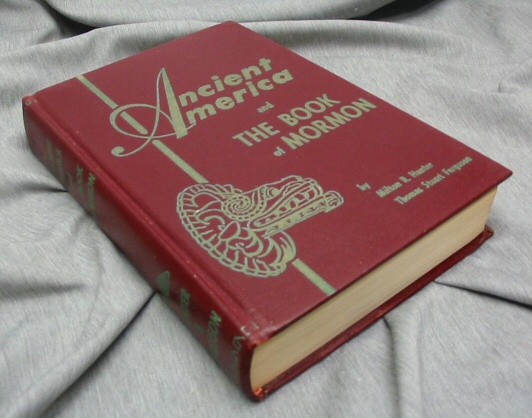 Ancient
America
and
THE BOOK
of MORMON
by
Milton R. Hunter
Thomas Stuart Ferguson